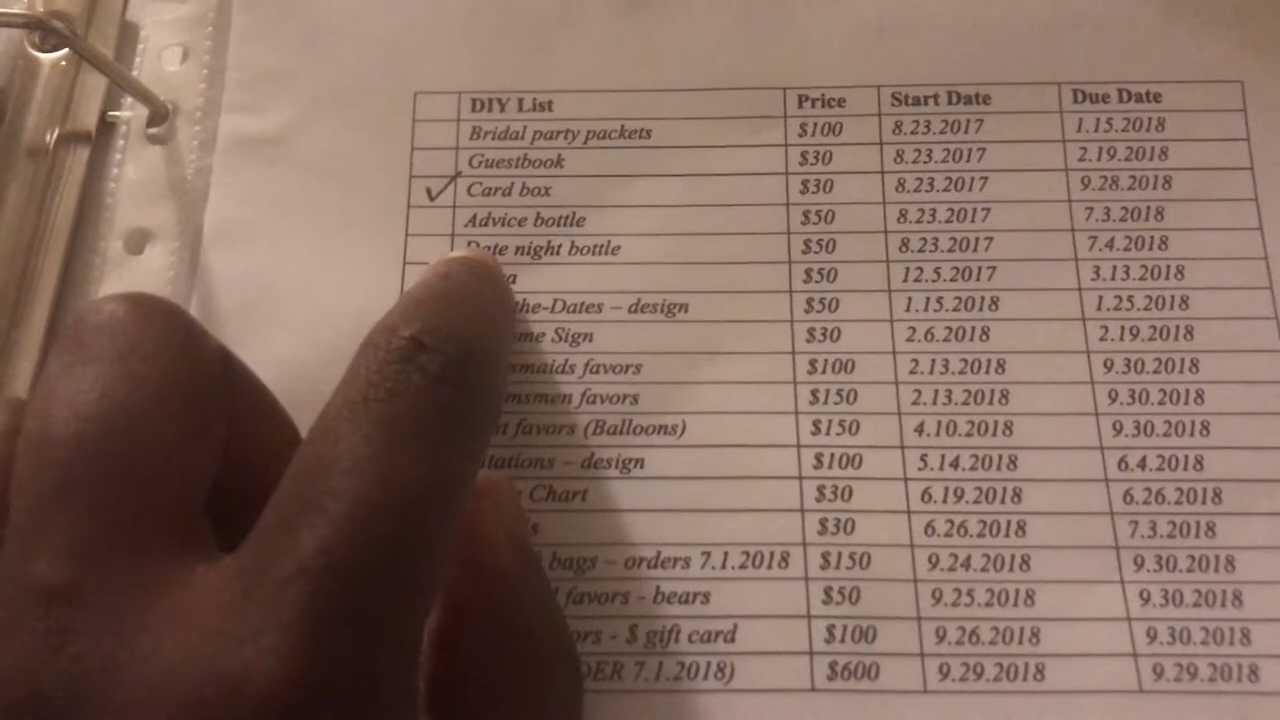 DIY List Price Start Date Due Date
Bridal party packets $100 8.23.2017 1.15.2018
Guestbook $30 8.23.2017 2.19.2018
Card box $30 8.23.2017 9.28.2018
Advice bottle $50 8.23.2017 7.3.2018
Date night bottle $50 8.23.2017 7.4.2018
$50 12.5.2017 3.13.2018
the-Dates – design $50 1.15.2018 1.25.2018
Sign $30 2.6.2018 2.19.2018
favors $100 2.13.2018 9.30.2018
favors $150 2.13.2018 9.30.2018
favors (Balloons) $150 4.10.2018 9.30.2018
– design $100 5.14.2018 6.4.2018
Chart $30 6.19.2018 6.26.2018
$30 6.26.2018 7.3.2018
bags – orders 7.1.2018 $150 9.24.2018 9.30.2018
favors - bears $50 9.25.2018 9.30.2018
- $ gift card $100 9.26.2018 9.30.2018
7.1.2018) $600 9.29.2018 9.29.2018